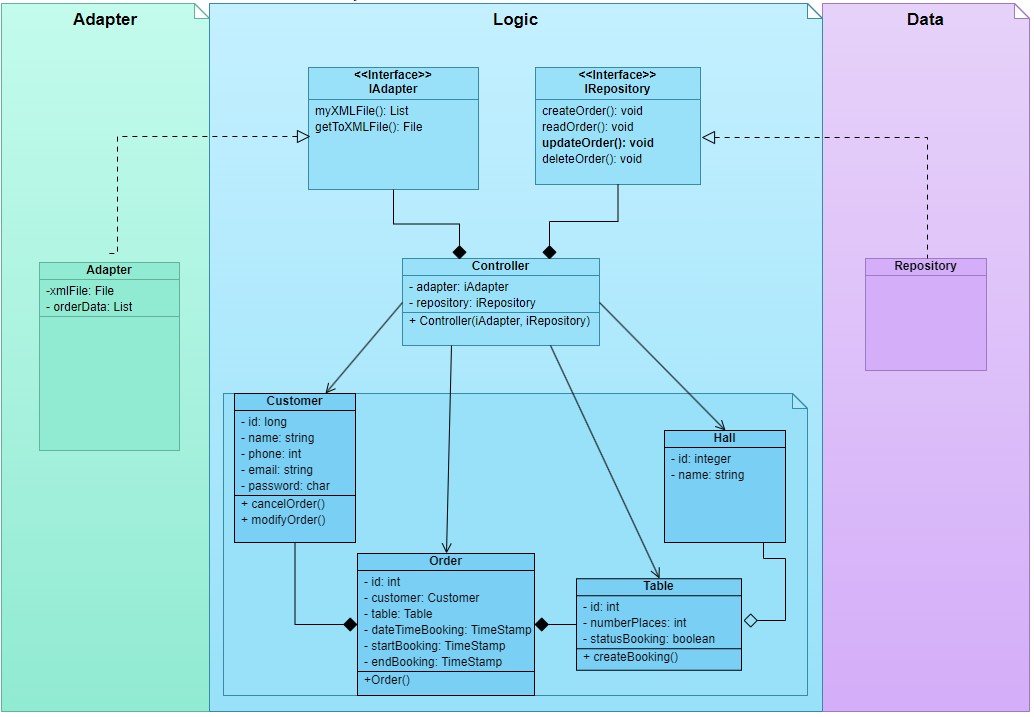 Adapter
Logic
Data
<<Interface>>
IAdapter
myXMLFile(): List
getToXMLFile(): File
<<Interface>>
IRepository
createOrder(): void
readOrder(): void
updateOrder(): void
deleteOrder(): void
Adapter
-xmlFile: File
- orderData: List
Controller
- adapter: iAdapter
- repository: iRepository
+ Controller(iAdapter, iRepository)
Repository
Customer
- id: long
- name: string
- phone: int
- email: string
- password: char
+ cancelOrder()
+ modifyOrder()
Hall
- id: integer
- name: string
Order
- id: int
- customer: Customer
- table: Table
- dateTimeBooking: TimeStamp
- startBooking: TimeStamp
- endBooking: TimeStamp
+Order()
Table
- id: int
- numberPlaces: int
- statusBooking: boolean
+ createBooking()